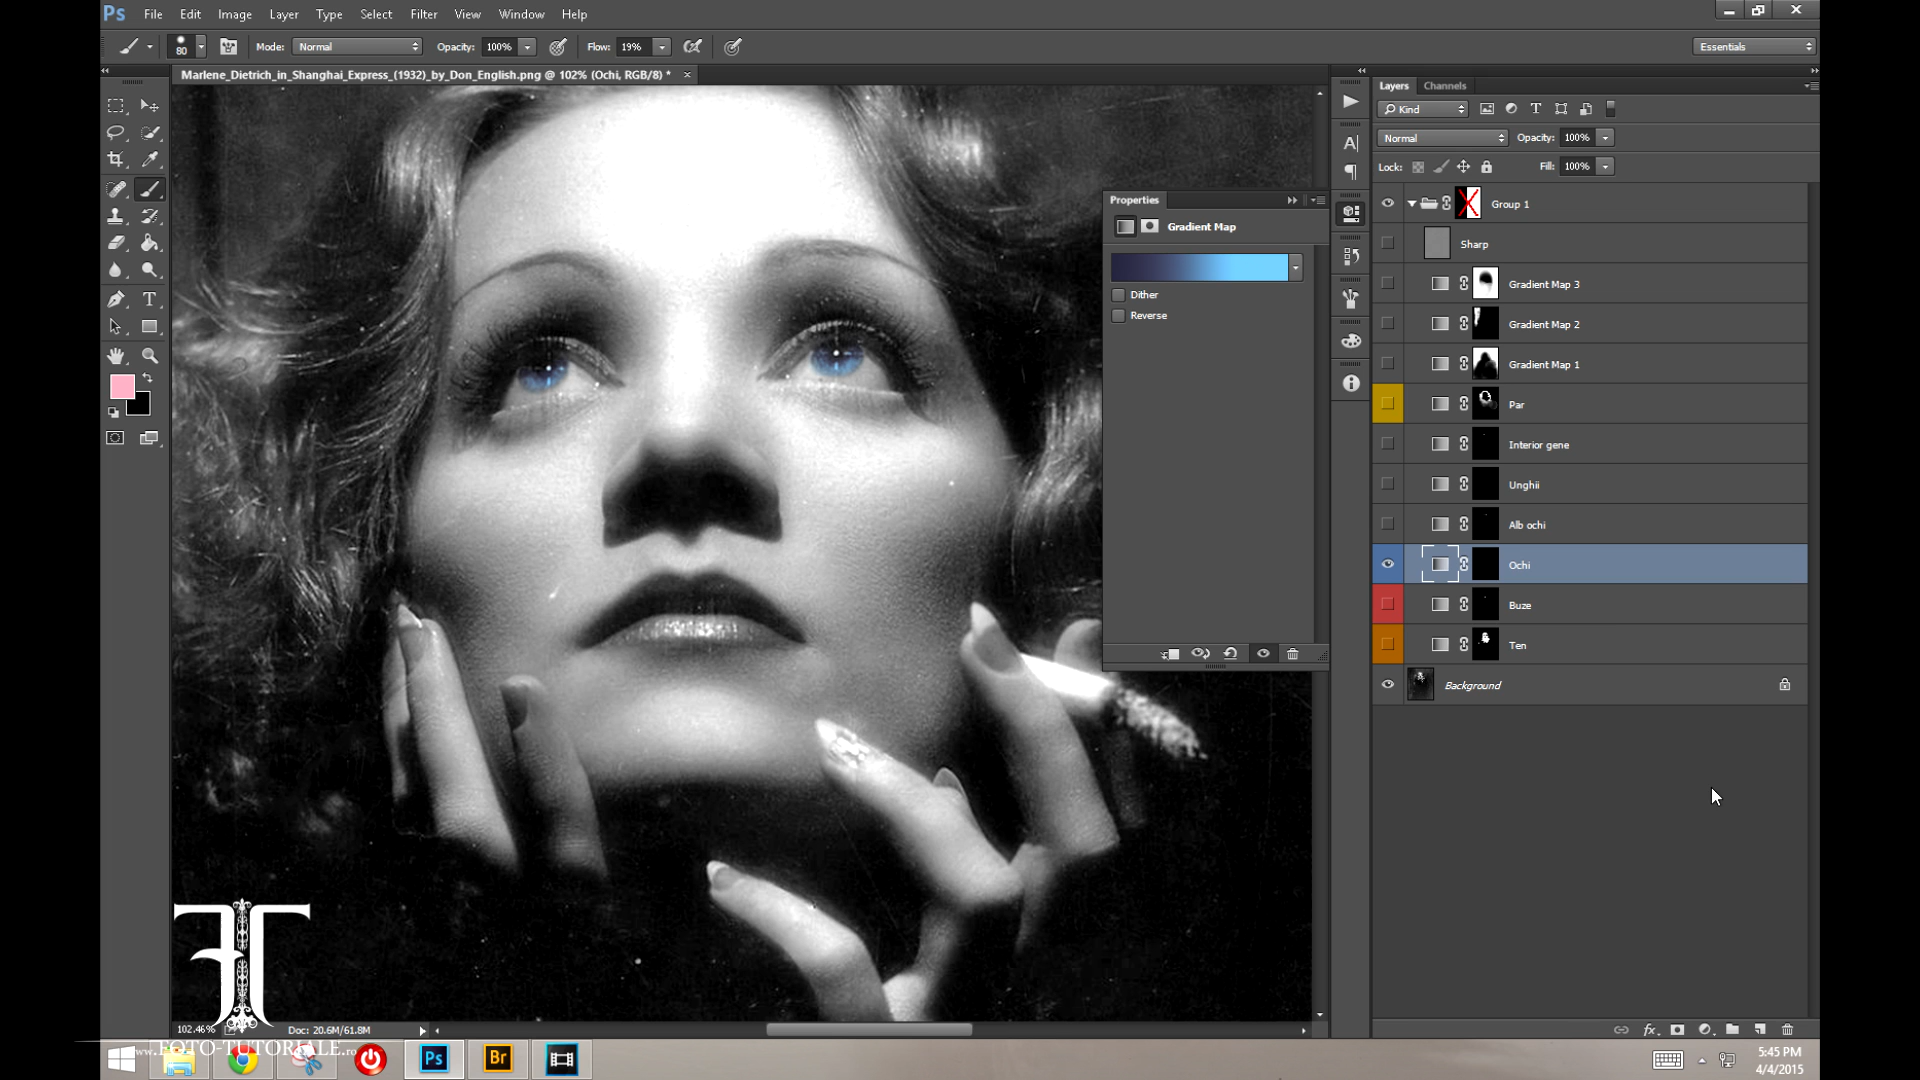 Ps File Edit Image Layer Type Select Filter View Window Help
80 Mode: Normal Opacity: 100% Flow: 19% Essentials
Marlene_Dietrich_in_Shanghai_Express_(1932)_by_Don_English.png @ 102% (Ochi, RGB/8) *
Layers Channels
Kind
Normal Opacity: 100%
Lock: Fill: 100%
Properties
Gradient Map
Dither
Reverse
Group 1
Sharp
Gradient Map 3
Gradient Map 2
Gradient Map 1
Par
Interior gene
Unghii
Alb ochi
Ochi
Buze
Ten
Background
FT
102.46% Doc: 20.6M/61.8M
www.FOTO-TUTORIALE.ro
Ps Br
5:45 PM
4/4/2015